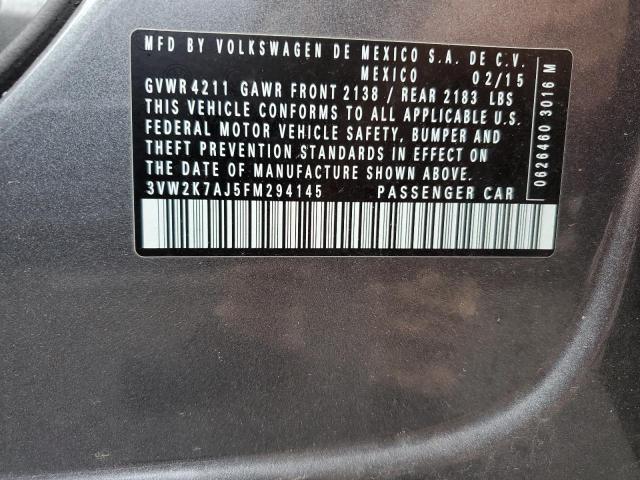 MFD BY VOLKSWAGEN DE MEXICO S.A. DE C.V.
MEXICO 02/15
GVWR 4211 GAWR FRONT 2138 / REAR 2183 LBS
THIS VEHICLE CONFORMS TO ALL APPLICABLE U.S.
FEDERAL MOTOR VEHICLE SAFETY, BUMPER AND
THEFT PREVENTION STANDARDS IN EFFECT ON
THE DATE OF MANUFACTURE SHOWN ABOVE.
3VW2K7AJ5FM294145 PASSENGER CAR
0626460 3016 M